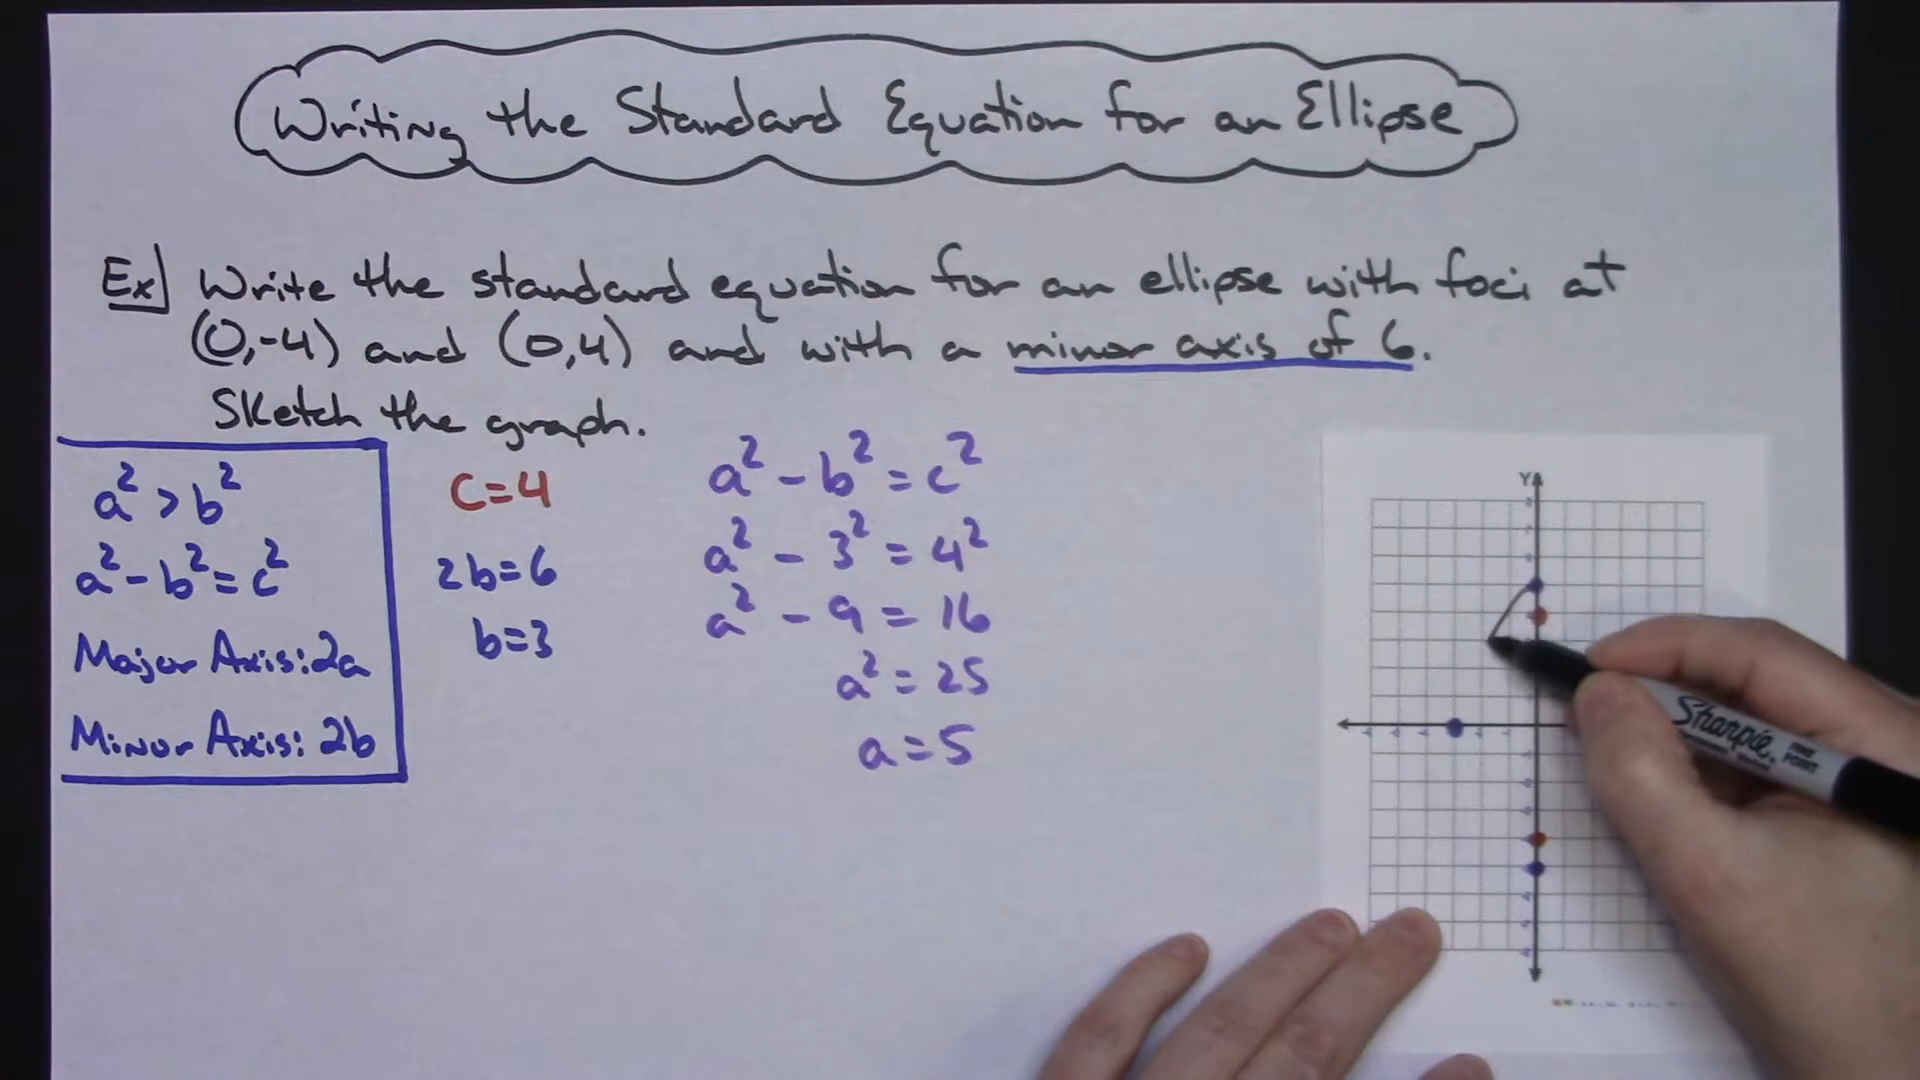 Writing the Standard Equation for an Ellipse
Ex Write the standard equation for an ellipse with foci at
(0,-4) and (0,4) and with a minor axis of 6.
Sketch the graph.
a² > b²
a² - b² = c²
Major Axis: 2a
Minor Axis: 2b
C=4
2b=6
b=3
a² - b² = c²
a² - 3² = 4²
a² - 9 = 16
a² = 25
a = 5
Y
Sharpie
FINE
POINT